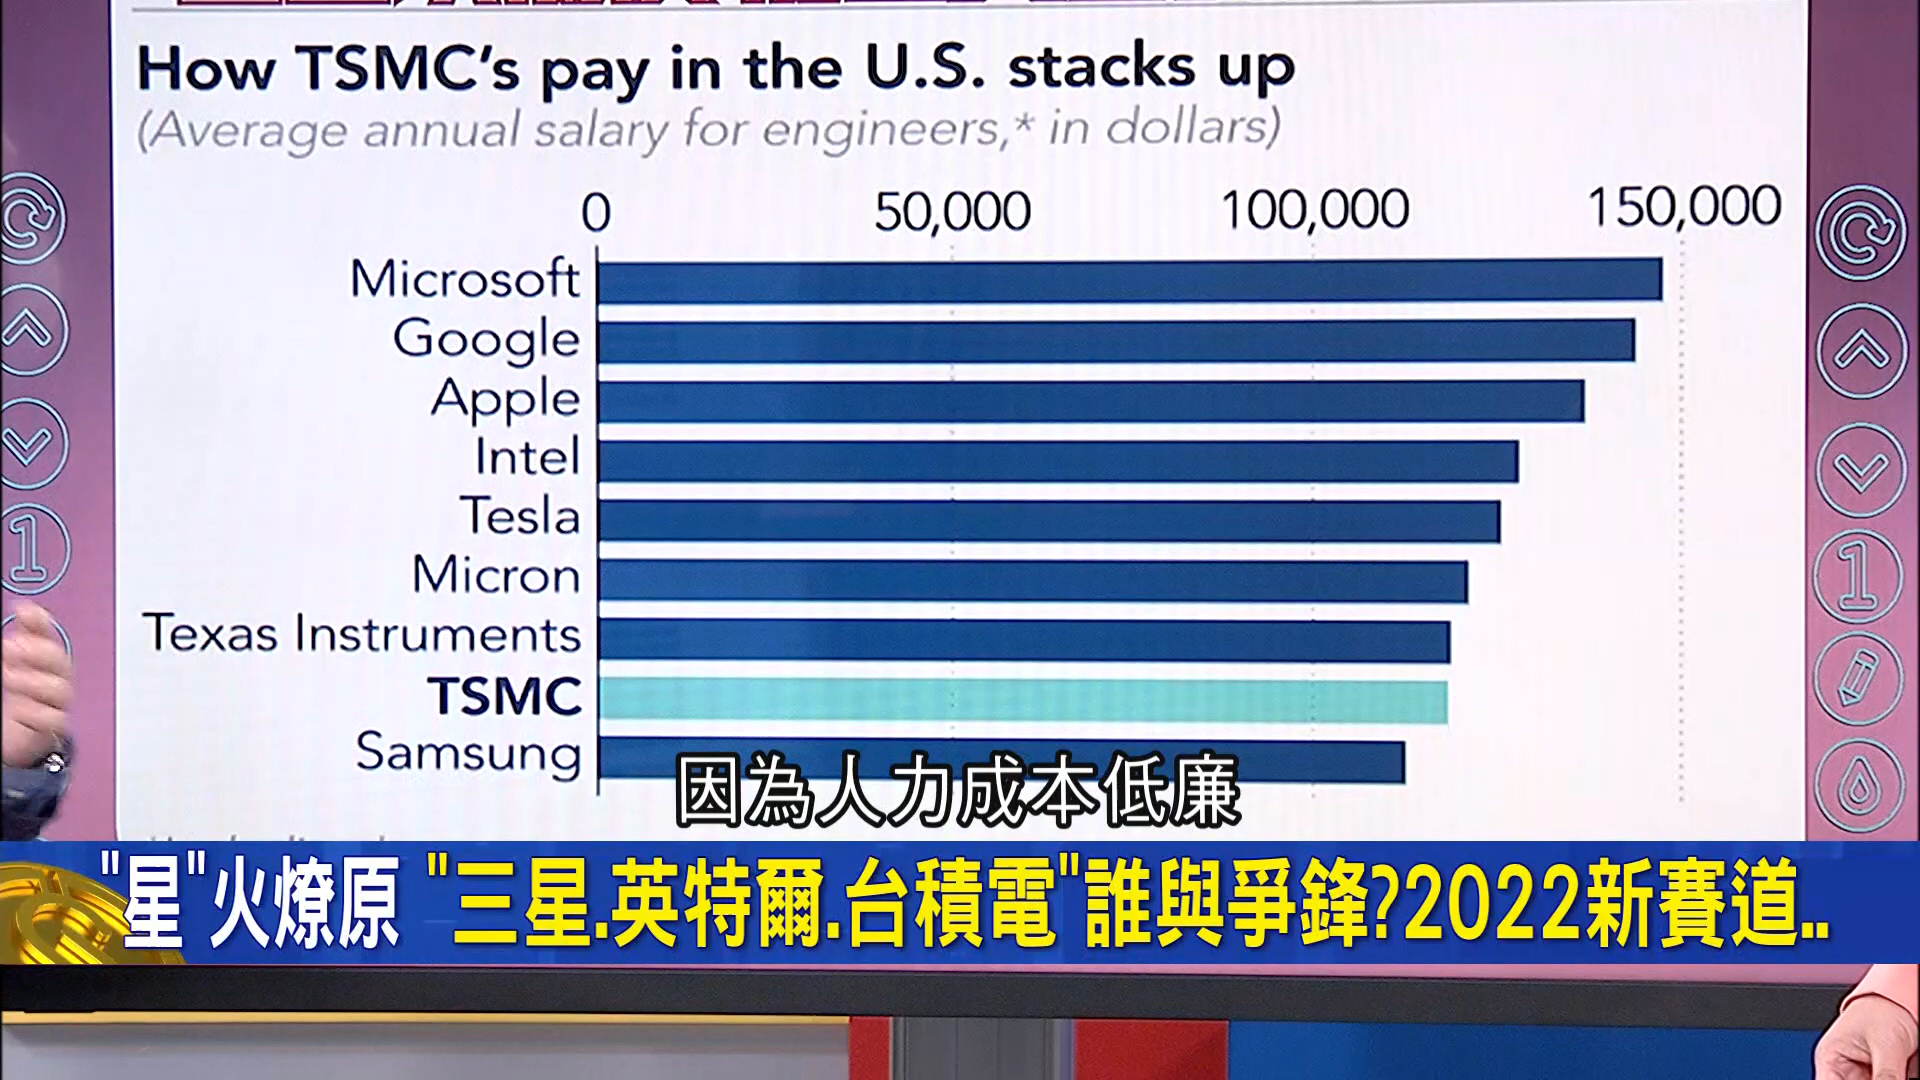 How TSMC's pay in the U.S. stacks up
(Average annual salary for engineers,* in dollars)
0 50,000 100,000 150,000
Microsoft
Google
Apple
Intel
Tesla
Micron
Texas Instruments
TSMC
Samsung
因為人力成本低廉
"星"火燎原 "三星.英特爾.台積電"誰與爭鋒?2022新賽道..
1
1